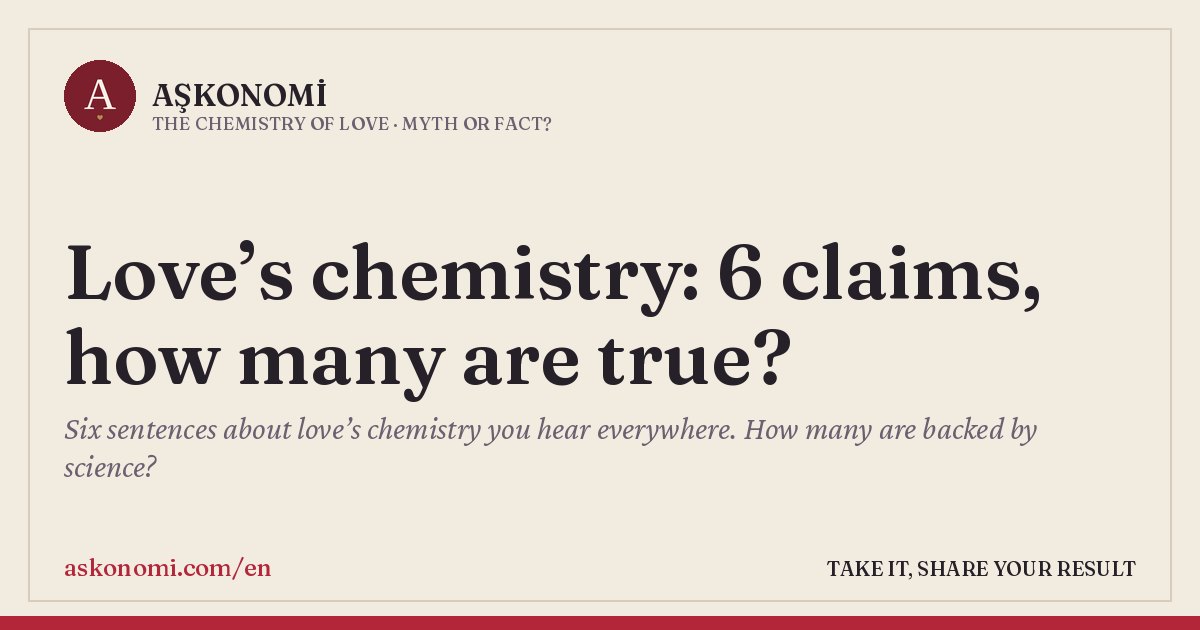 A
AŞKONOMİ
THE CHEMISTRY OF LOVE · MYTH OR FACT?
Love’s chemistry: 6 claims,
how many are true?
Six sentences about love’s chemistry you hear everywhere. How many are backed by
science?
askonomi.com/en
TAKE IT, SHARE YOUR RESULT